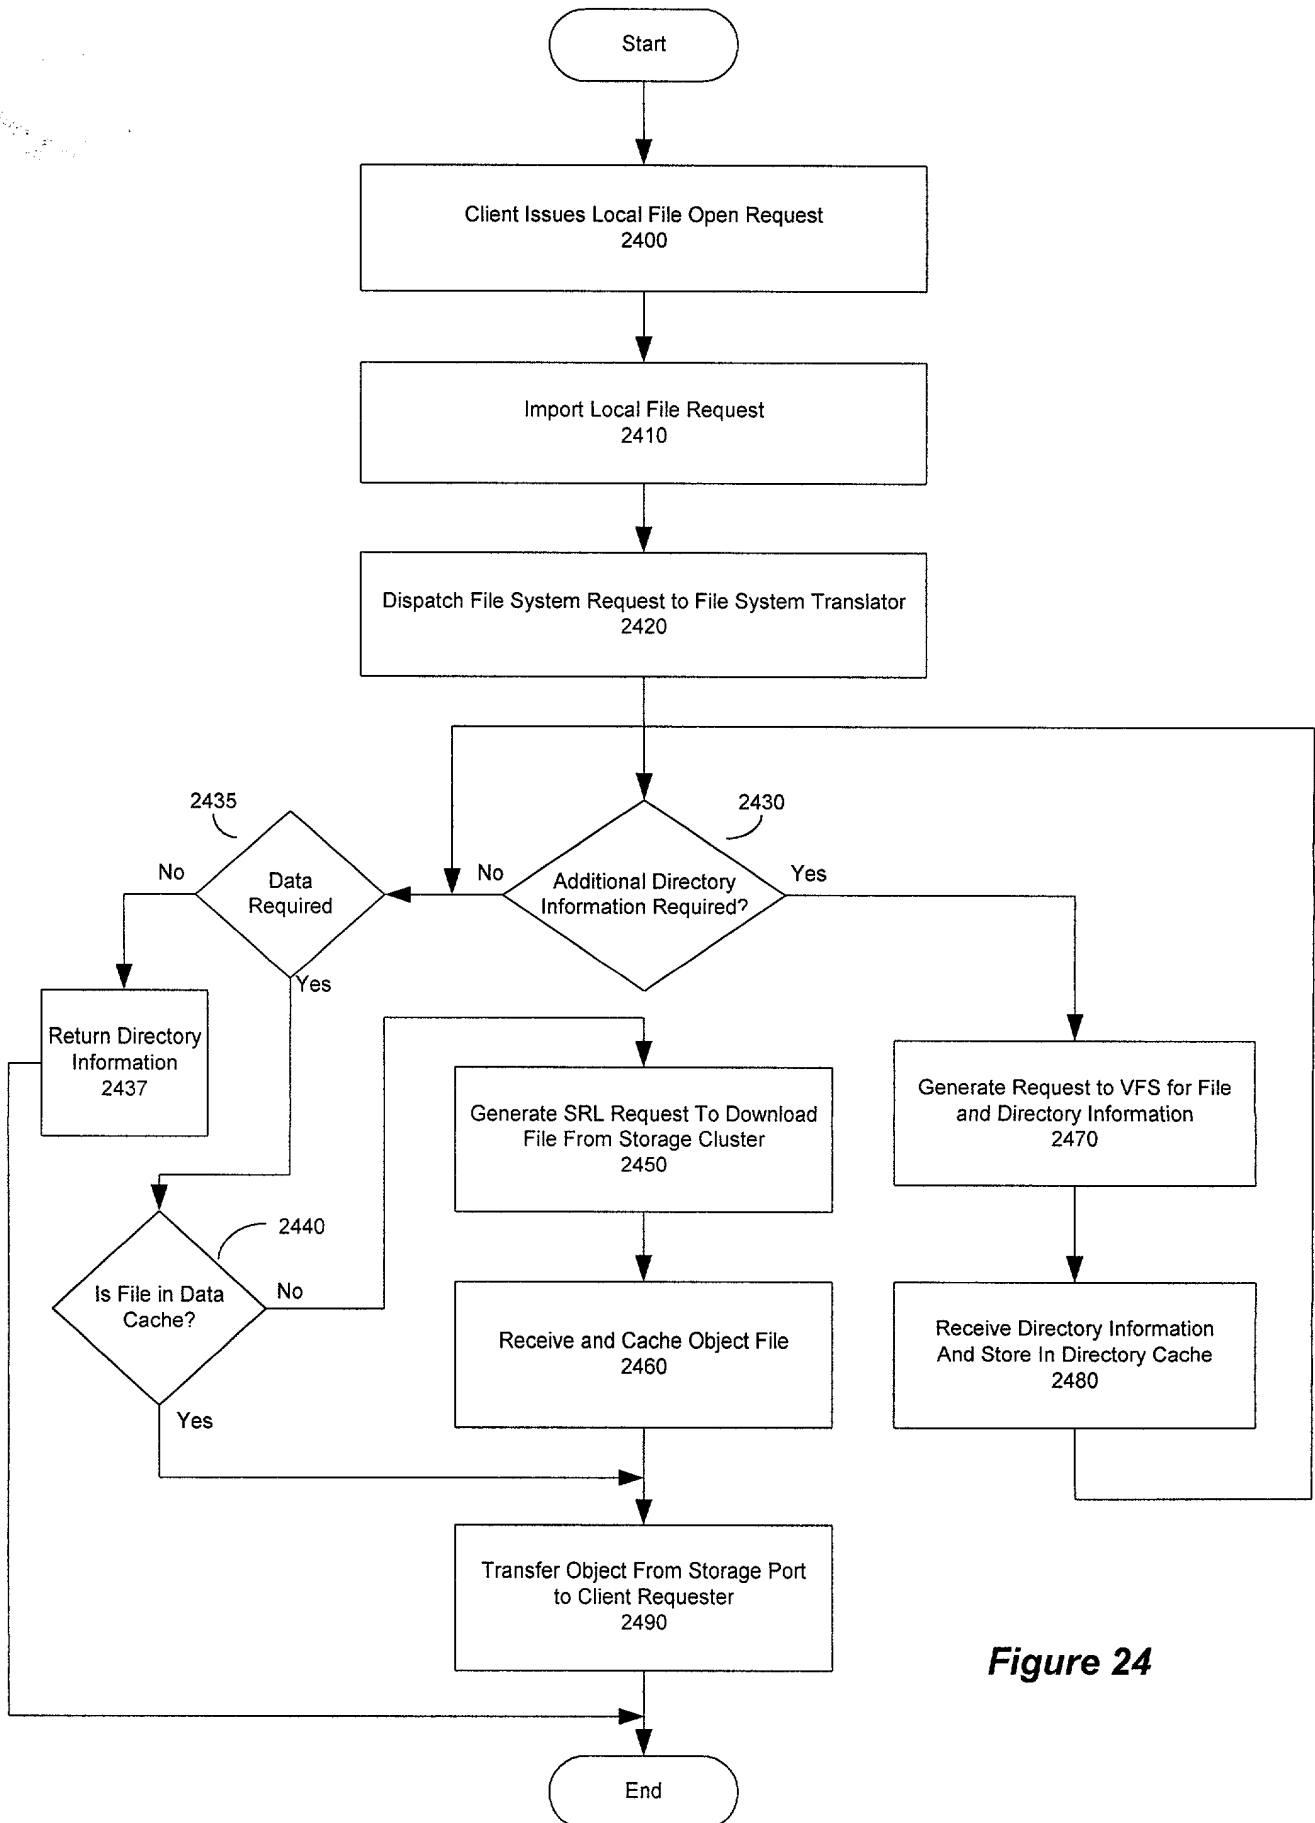 Start
Client Issues Local File Open Request
2400
Import Local File Request
2410
Dispatch File System Request to File System Translator
2420
2435
2430
No
Data
Required
No
Additional Directory
Information Required?
Yes
Yes
Return Directory
Information
2437
Generate SRL Request To Download
File From Storage Cluster
2450
Generate Request to VFS for File
and Directory Information
2470
2440
Is File in Data
Cache?
No
Yes
Receive and Cache Object File
2460
Receive Directory Information
And Store In Directory Cache
2480
Transfer Object From Storage Port
to Client Requester
2490
Figure 24
End